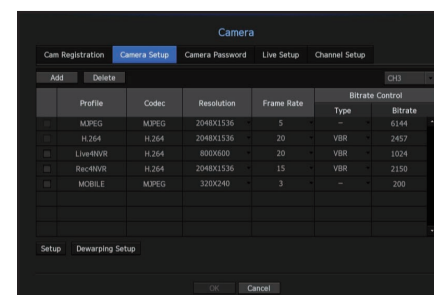 Camera
Cam Registration Camera Setup Camera Password Live Setup Channel Setup
Add Delete CH3
Profile Codec Resolution Frame Rate Bitrate Control
Type Bitrate
MJPEG MJPEG 2048X1536 5 - 6144
H.264 H.264 2048X1536 20 VBR 2457
Live4NVR H.264 800X600 20 VBR 1024
Rec4NVR H.264 2048X1536 15 VBR 2150
MOBILE MJPEG 320X240 3 - 200
Setup Dewarping Setup
OK Cancel